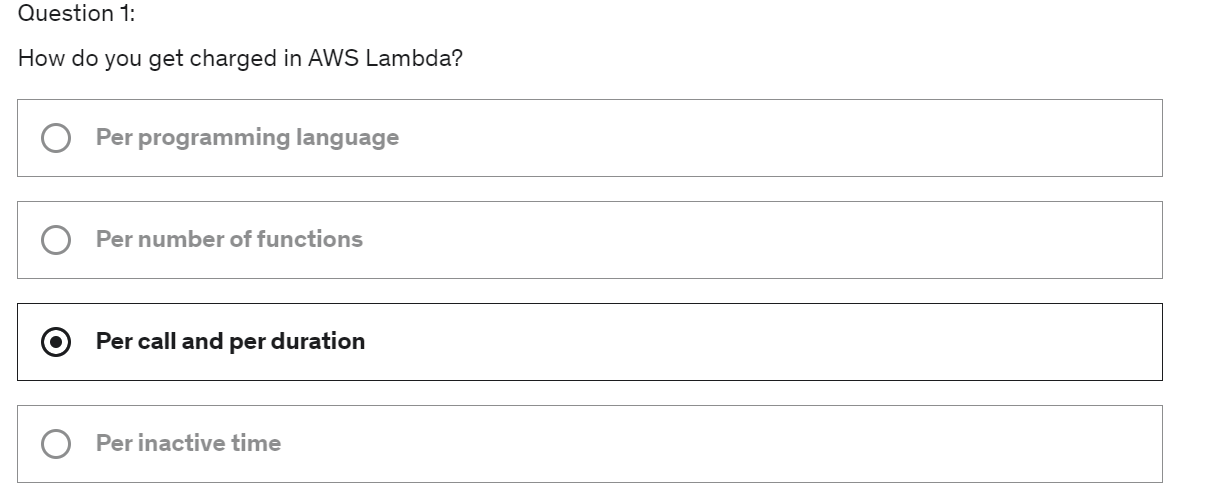 Question 1:
How do you get charged in AWS Lambda?
Per programming language
Per number of functions
Per call and per duration
Per inactive time